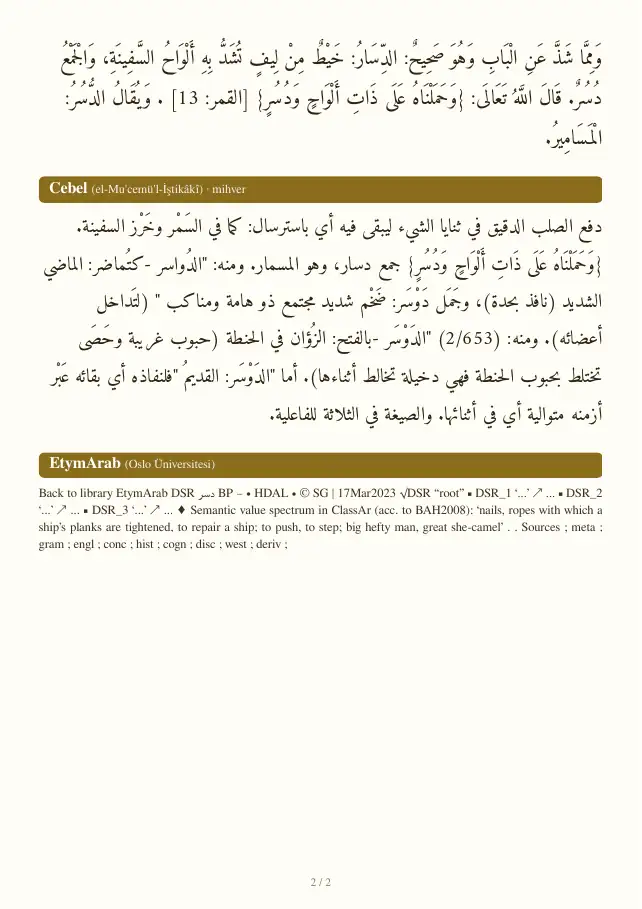 وَمِمَّا شَذَّ عَنِ الْبَابِ وَهُوَ صَحِيحٌ: الدِّسَارُ: خَيْطٌ مِنْ لِيفٍ تُشَدُّ بِهِ أَلْوَاحُ السَّفِينَةِ، وَالْجَمْعُ
دُسُرٌ. قَالَ اللَّهُ تَعَالَى: {وَحَمَلْنَاهُ عَلَى ذَاتِ أَلْوَاحٍ وَدُسُرٍ} [القمر: 13] . وَيُقَالُ الدُّسُرُ:
الْمَسَامِيرُ.
Cebel (el-Mu'cemü'l-İştikâkî) · mihver
دفع الصلب الدقيق في ثنايا الشيء ليبقى فيه أي باسترسال: كما في السَمْر وخَرْز السفينة.
{وَحَمَلْنَاهُ عَلَى ذَاتِ أَلْوَاحٍ وَدُسُرٍ} جمع دسار، وهو المسمار. ومنه: "الدُواسر -كتُماضر: الماضي
الشديد (نافذ بحدة)، وجَمَل دَوْسَر: ضَخْم شديد مجتمع ذو هامة ومناكب " (لتَداخل
أعضائه). ومنه: (2/653) "الدَوْسَر -بالفتح: الزُؤان في الحنطة (حبوب غريبة وحَصَى
تختلط بحبوب الحنطة فهي دخيلة تخالط أثناءها). أما "الدَوْسَر: القديمُ "فلنفاذه أي بقائه عَبْر
أزمنه متوالية أي في أثنائها. والصيغة في الثلاثة للفاعلية.
EtymArab (Oslo Üniversitesi)
Back to library EtymArab DSR دسر BP – • HDAL • © SG | 17Mar2023 √DSR “root” ▪ DSR_1 ‘...’ ↗ ... ▪ DSR_2
‘...’ ↗ ... ▪ DSR_3 ‘...’ ↗ ... ♦ Semantic value spectrum in ClassAr (acc. to BAH2008): ‘nails, ropes with which a
ship's planks are tightened, to repair a ship; to push, to step; big hefty man, great she-camel’ . . Sources ; meta ;
gram ; engl ; conc ; hist ; cogn ; disc ; west ; deriv ;
2 / 2